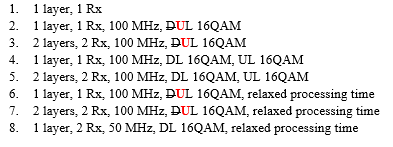 1. 1 layer, 1 Rx
2. 1 layer, 1 Rx, 100 MHz, DUL 16QAM
3. 2 layers, 2 Rx, 100 MHz, DUL 16QAM
4. 1 layer, 1 Rx, 100 MHz, DL 16QAM, UL 16QAM
5. 2 layers, 2 Rx, 100 MHz, DL 16QAM, UL 16QAM
6. 1 layer, 1 Rx, 100 MHz, DUL 16QAM, relaxed processing time
7. 2 layers, 2 Rx, 100 MHz, DUL 16QAM, relaxed processing time
8. 1 layer, 2 Rx, 50 MHz, DL 16QAM, relaxed processing time